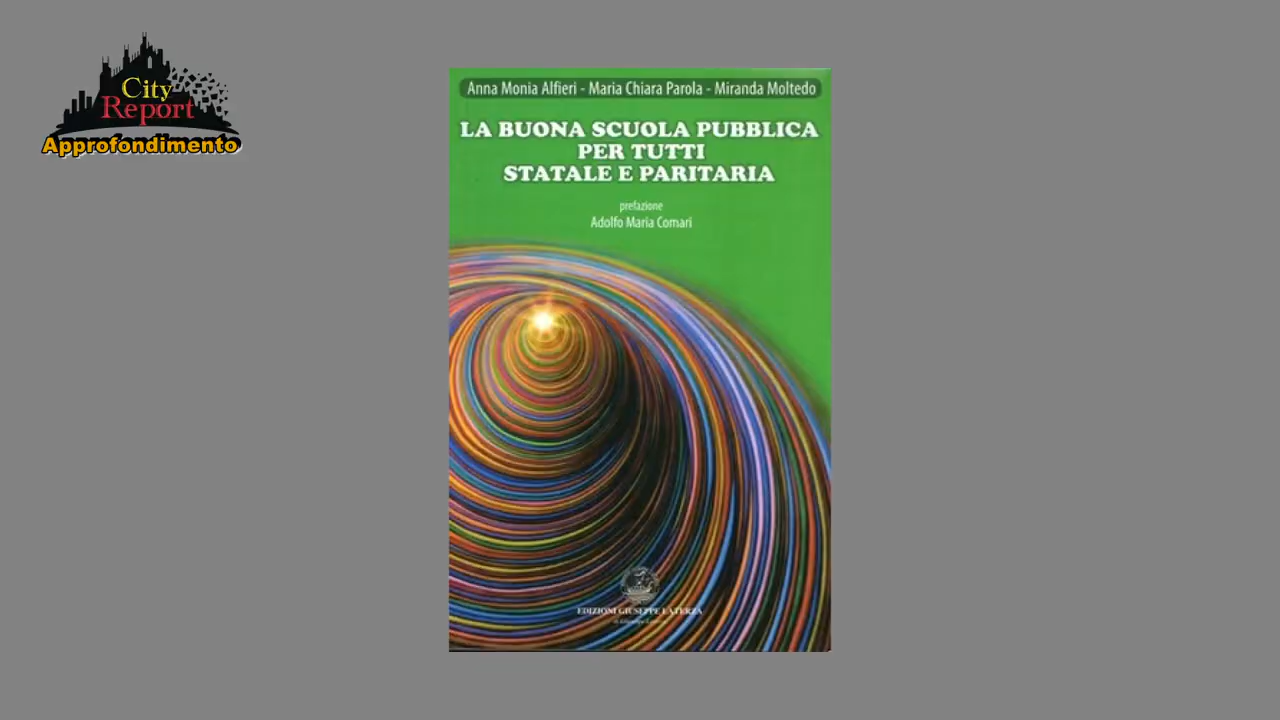 City
Report
Approfondimento
Anna Monia Alfieri - Maria Chiara Parola - Miranda Moltedo
LA BUONA SCUOLA PUBBLICA
PER TUTTI
STATALE E PARITARIA
prefazione
Adolfo Maria Comari
EDIZIONI GIUSEPPE LATERZA